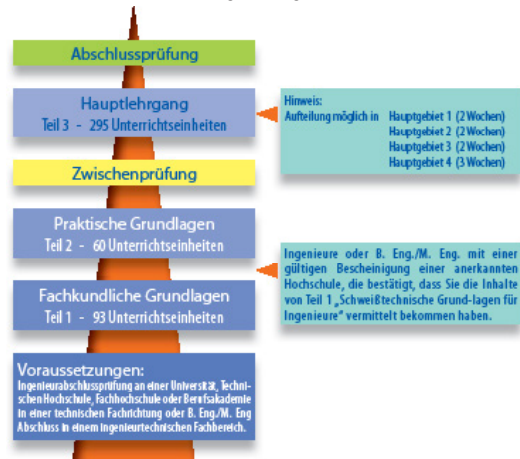 Abschlussprüfung
Hauptlehrgang
Teil 3 - 295 Unterrichtseinheiten
Hinweis:
Aufteilung möglich in Hauptgebiet 1 (2 Wochen)
Hauptgebiet 2 (2 Wochen)
Hauptgebiet 3 (2 Wochen)
Hauptgebiet 4 (3 Wochen)
Zwischenprüfung
Praktische Grundlagen
Teil 2 - 60 Unterrichtseinheiten
Ingenieure oder B. Eng./M. Eng. mit einer
gültigen Bescheinigung einer anerkannten
Hochschule, die bestätigt, dass Sie die Inhalte
von Teil 1 „Schweißtechnische Grund-lagen für
Ingenieure" vermittelt bekommen haben.
Fachkundliche Grundlagen
Teil 1 - 93 Unterrichtseinheiten
Voraussetzungen:
Ingenieurabschlussprüfung an einer Universität, Techni-
schen Hochschule, Fachhochschule oder Berufsakademie
in einer technischen Fachrichtung oder B. Eng./M. Eng
Abschluss in einem ingenieurtechnischen Fachbereich.